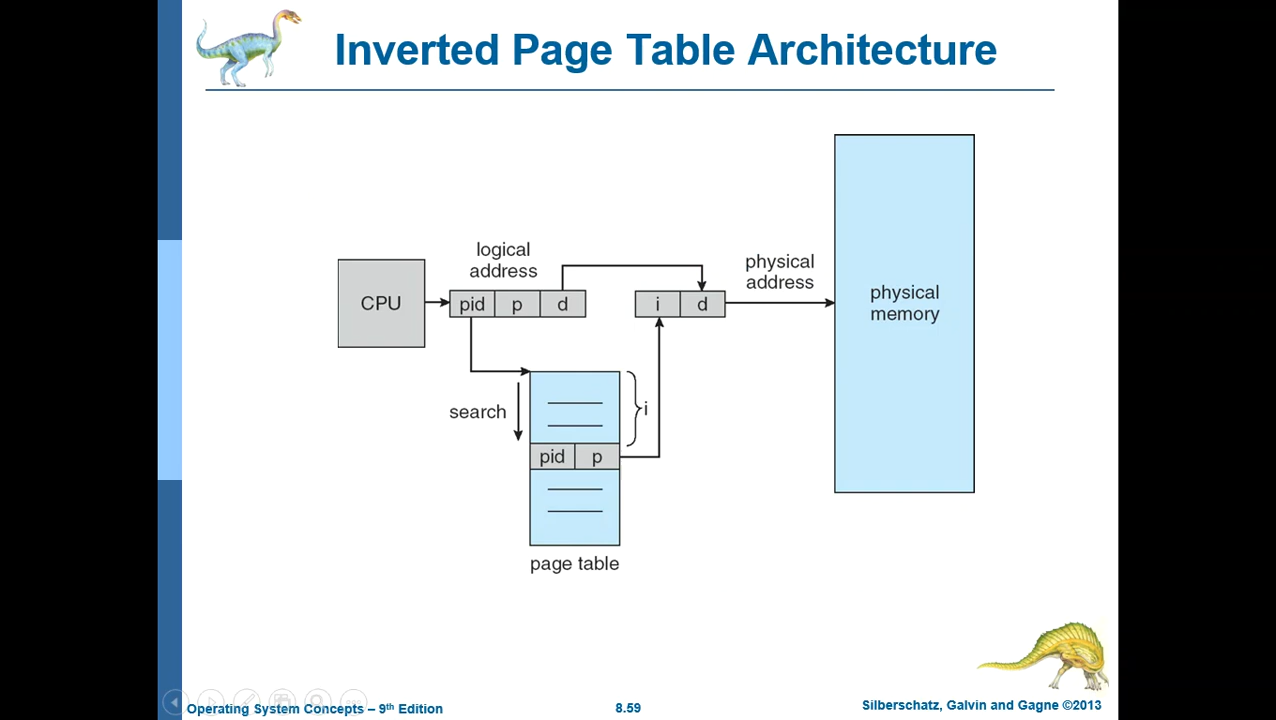 Inverted Page Table Architecture
logical
address
physical
address
CPU
pid
p
d
i
d
physical
memory
search
i
pid
p
page table
Operating System Concepts – 9th Edition
8.59
Silberschatz, Galvin and Gagne ©2013